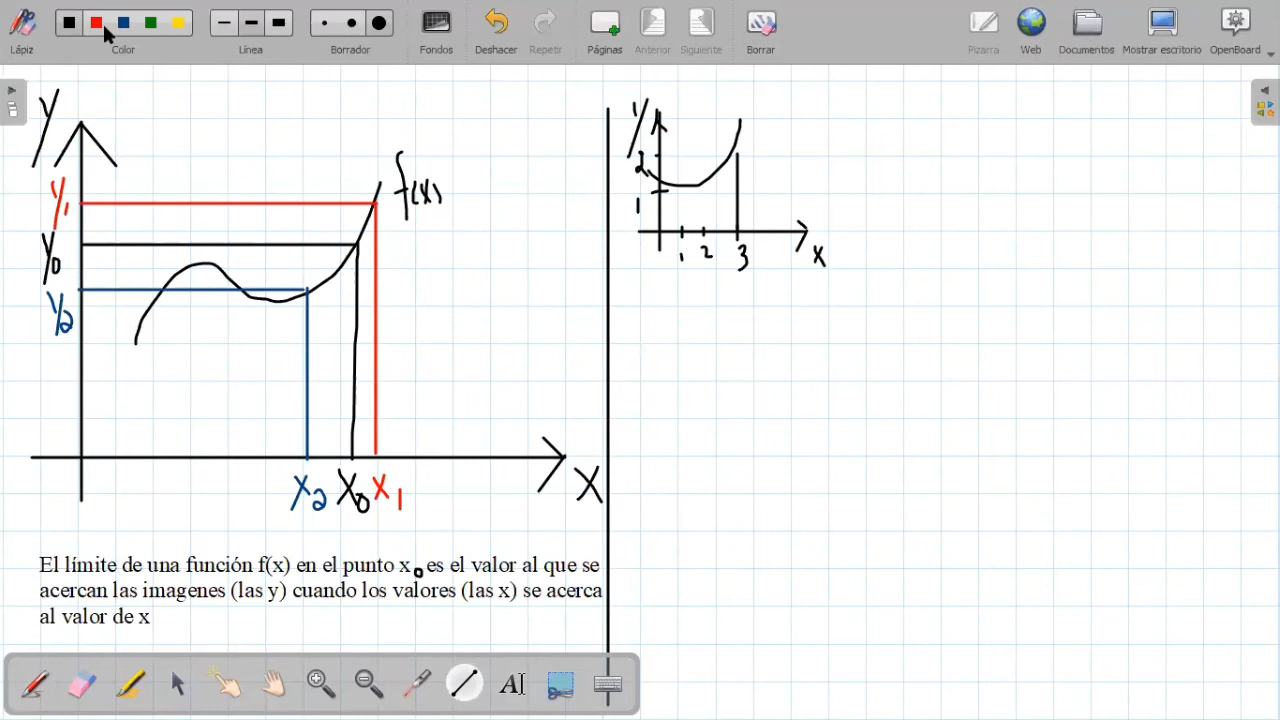 Lápiz
Color
Línea
Borrador
Fondos
Deshacer
Repetir
Páginas
Anterior
Siguiente
Borrar
Pizarra
Web
Documentos
Mostrar escritorio
OpenBoard
y
y1
y0
y2
f(x)
x2 x0 x1
x
y
2
1
1 2 3
x
El límite de una función f(x) en el punto x0 es el valor al que se
acercan las imagenes (las y) cuando los valores (las x) se acerca
al valor de x